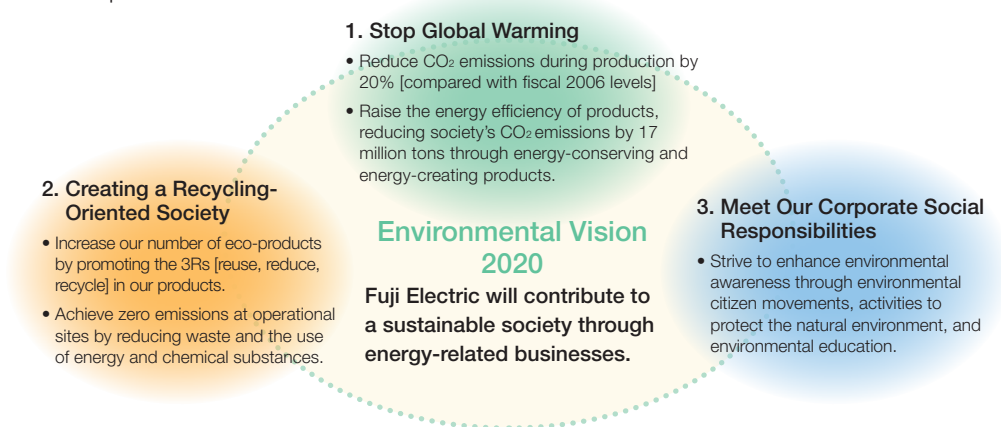 1. Stop Global Warming
• Reduce CO₂ emissions during production by
20% [compared with fiscal 2006 levels]
• Raise the energy efficiency of products,
reducing society's CO₂ emissions by 17
million tons through energy-conserving and
energy-creating products.
2. Creating a Recycling-
Oriented Society
• Increase our number of eco-products
by promoting the 3Rs [reuse, reduce,
recycle] in our products.
• Achieve zero emissions at operational
sites by reducing waste and the use
of energy and chemical substances.
Environmental Vision
2020
Fuji Electric will contribute to
a sustainable society through
energy-related businesses.
3. Meet Our Corporate Social
Responsibilities
• Strive to enhance environmental
awareness through environmental
citizen movements, activities to
protect the natural environment, and
environmental education.